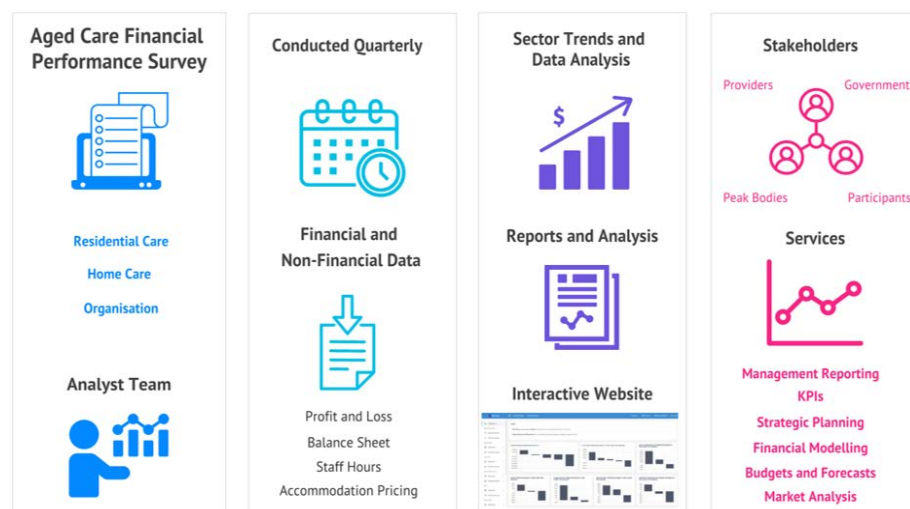 Aged Care Financial
Performance Survey
Residential Care
Home Care
Organisation
Analyst Team
Conducted Quarterly
Financial and
Non-Financial Data
Profit and Loss
Balance Sheet
Staff Hours
Accommodation Pricing
Sector Trends and
Data Analysis
$
Reports and Analysis
Interactive Website
Stakeholders
Providers
Government
Peak Bodies
Participants
Services
Management Reporting
KPIs
Strategic Planning
Financial Modelling
Budgets and Forecasts
Market Analysis